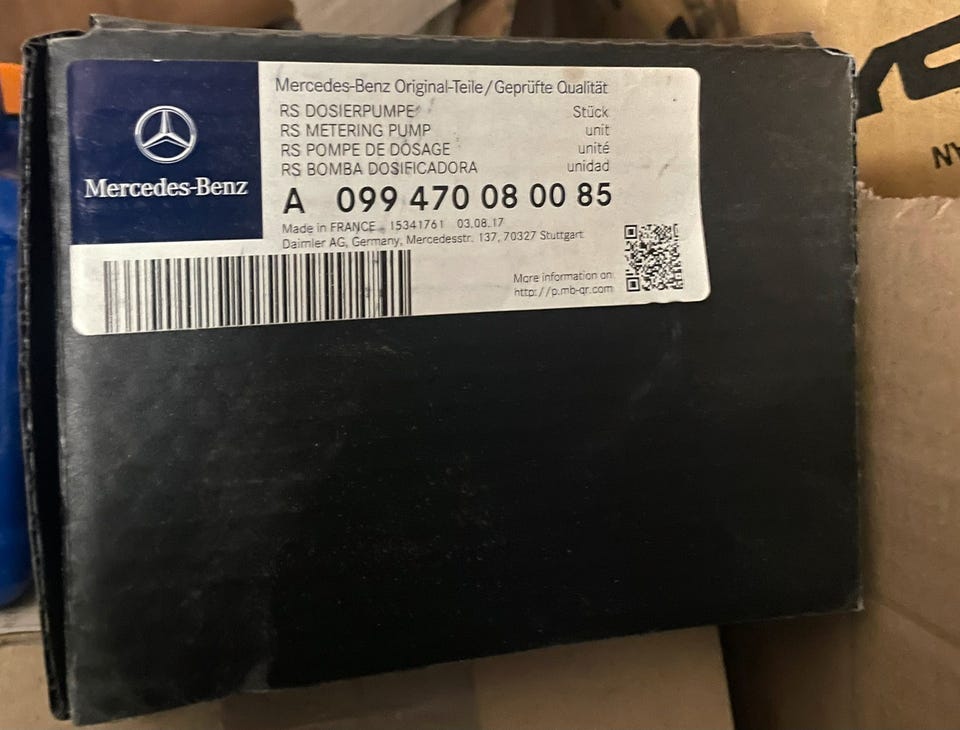 Mercedes-Benz
Mercedes-Benz Original-Teile/Geprüfte Qualität
RS DOSIERPUMPE Stück
RS METERING PUMP unit
RS POMPE DE DOSAGE unité
RS BOMBA DOSIFICADORA unidad
A 099 470 08 00 85
Made in FRANCE 15341761 03.08.17
Daimler AG, Germany, Mercedesstr. 137, 70327 Stuttgart
More information on:
http://p.mb-qr.com